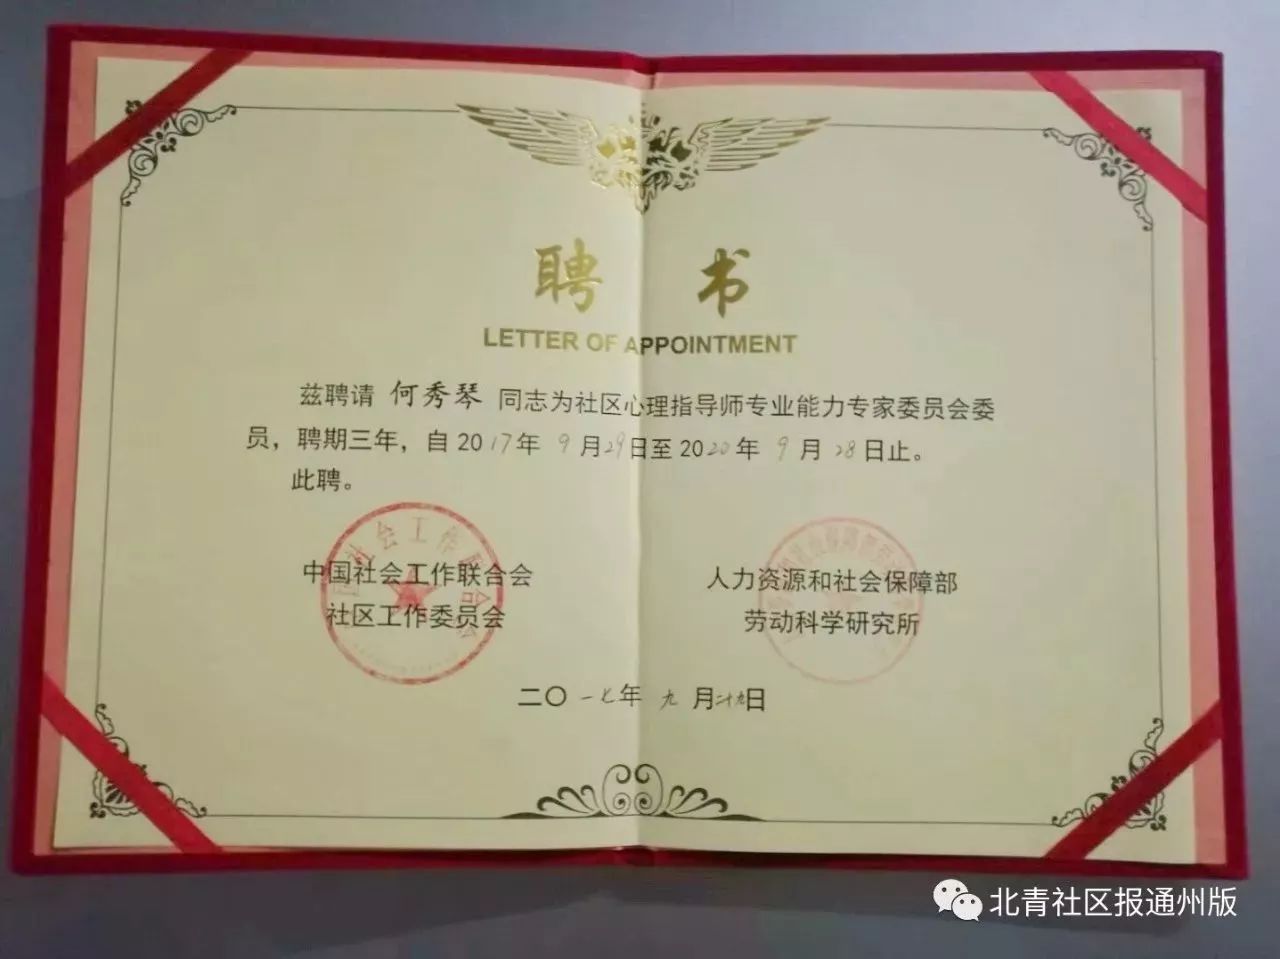 聘 书
LETTER OF APPOINTMENT
兹聘请 何秀琴 同志为社区心理指导师专业能力专家委员会委
员，聘期三年，自2017年 9月29日至2020年 9月 28日止。
此聘。
中国社会工作联合会
社区工作委员会
人力资源和社会保障部
劳动科学研究所
二〇一七年 九 月二十九日
北青社区报通州版